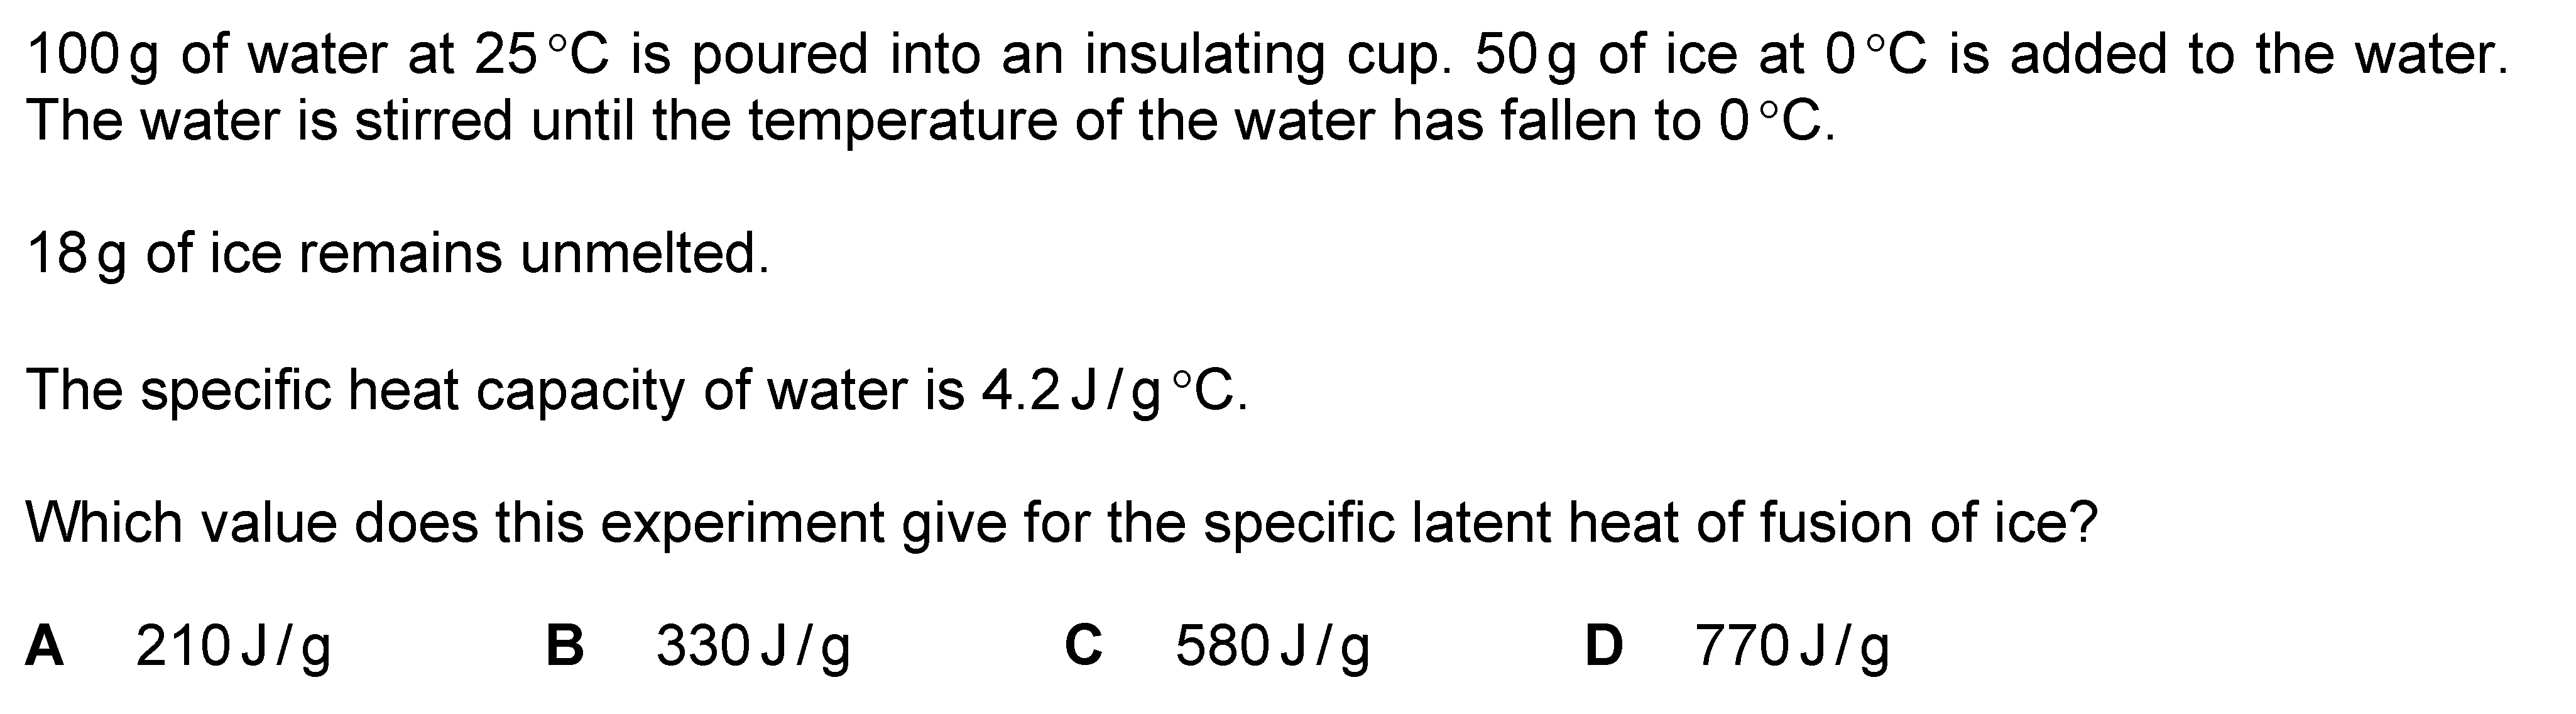 100 g of water at 25 °C is poured into an insulating cup. 50 g of ice at 0 °C is added to the water.
The water is stirred until the temperature of the water has fallen to 0 °C.
18 g of ice remains unmelted.
The specific heat capacity of water is 4.2 J / g °C.
Which value does this experiment give for the specific latent heat of fusion of ice?
A 210 J / g B 330 J / g C 580 J / g D 770 J / g